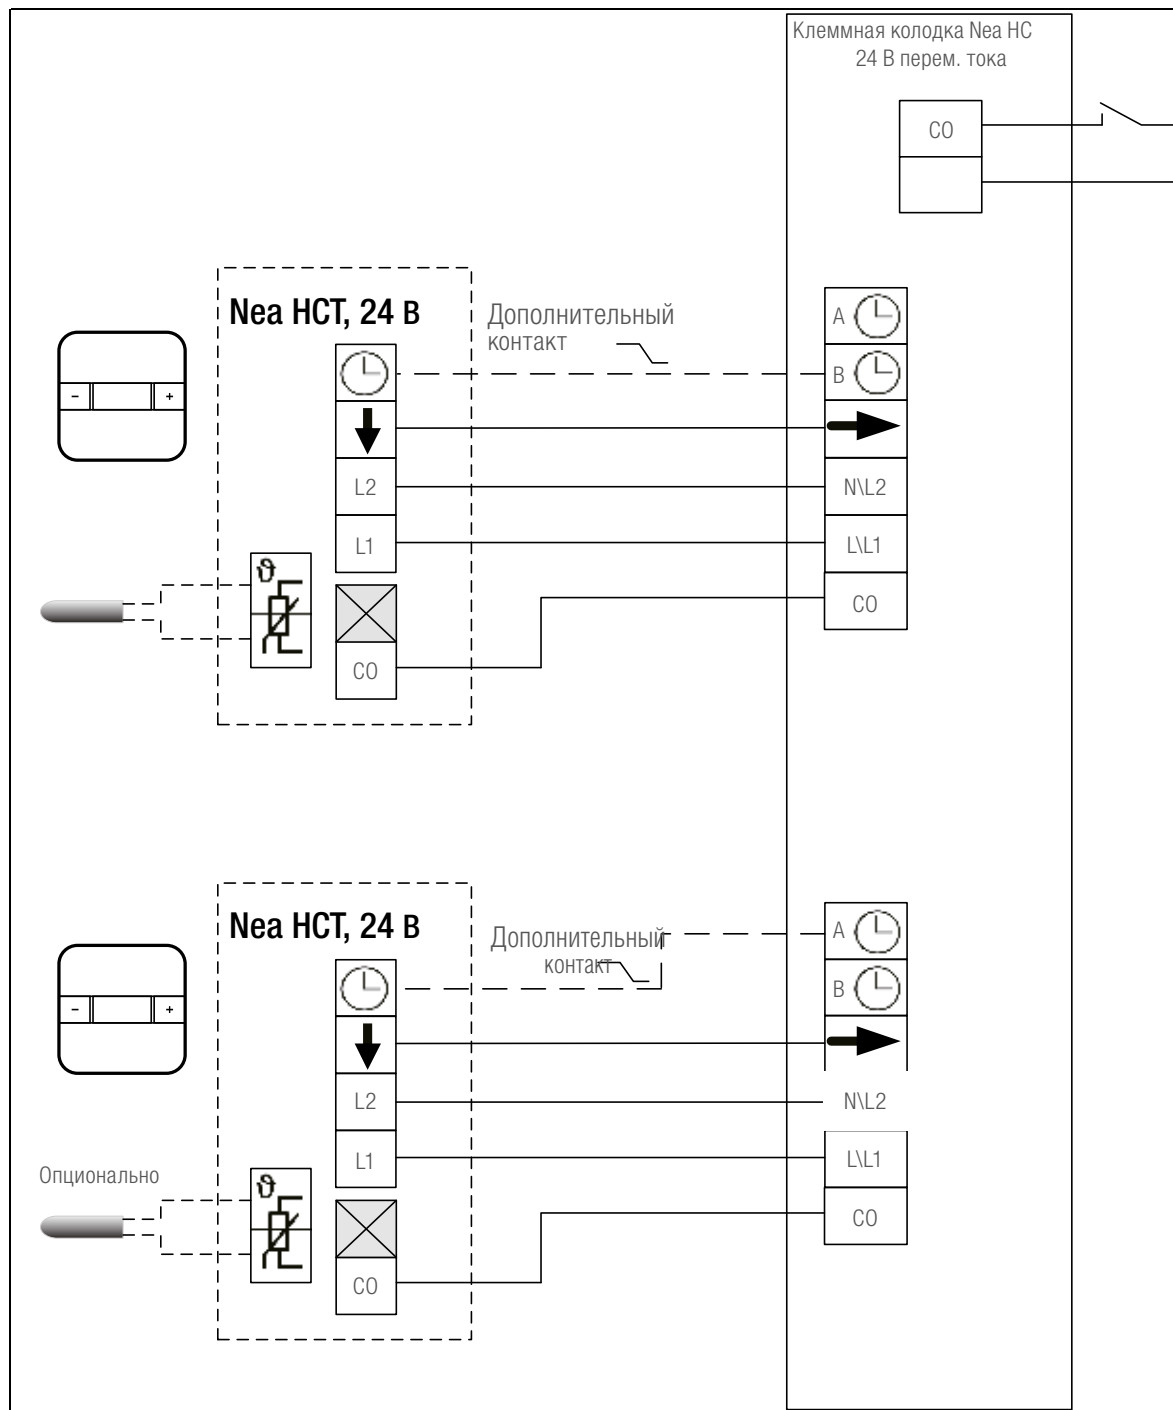 Клеммная колодка Nea HC
24 В перем. тока
CO
Nea HCT, 24 В
Дополнительный
контакт
A
B
- +
L2
N\L2
L1
L\L1
ϑ
CO
CO
Nea HCT, 24 В
Дополнительный
контакт
A
B
- +
L2
N\L2
L1
L\L1
Опционально
ϑ
CO
CO